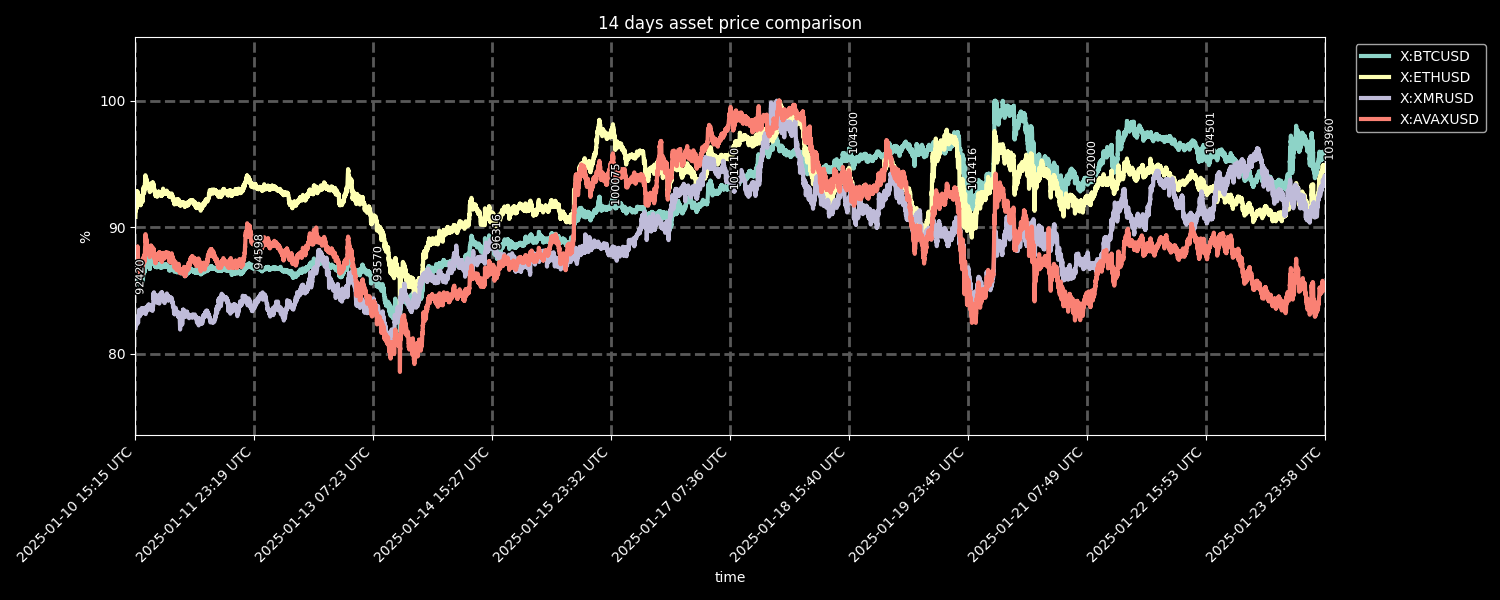 14 days asset price comparison
X:BTCUSD
X:ETHUSD
X:XMRUSD
X:AVAXUSD
100
90
80
%
92420
94598
93570
96316
100075
101410
104500
101416
102000
104501
103960
2025-01-10 15:15 UTC
2025-01-11 23:19 UTC
2025-01-13 07:23 UTC
2025-01-14 15:27 UTC
2025-01-15 23:32 UTC
2025-01-17 07:36 UTC
2025-01-18 15:40 UTC
2025-01-19 23:45 UTC
2025-01-21 07:49 UTC
2025-01-22 15:53 UTC
2025-01-23 23:58 UTC
time